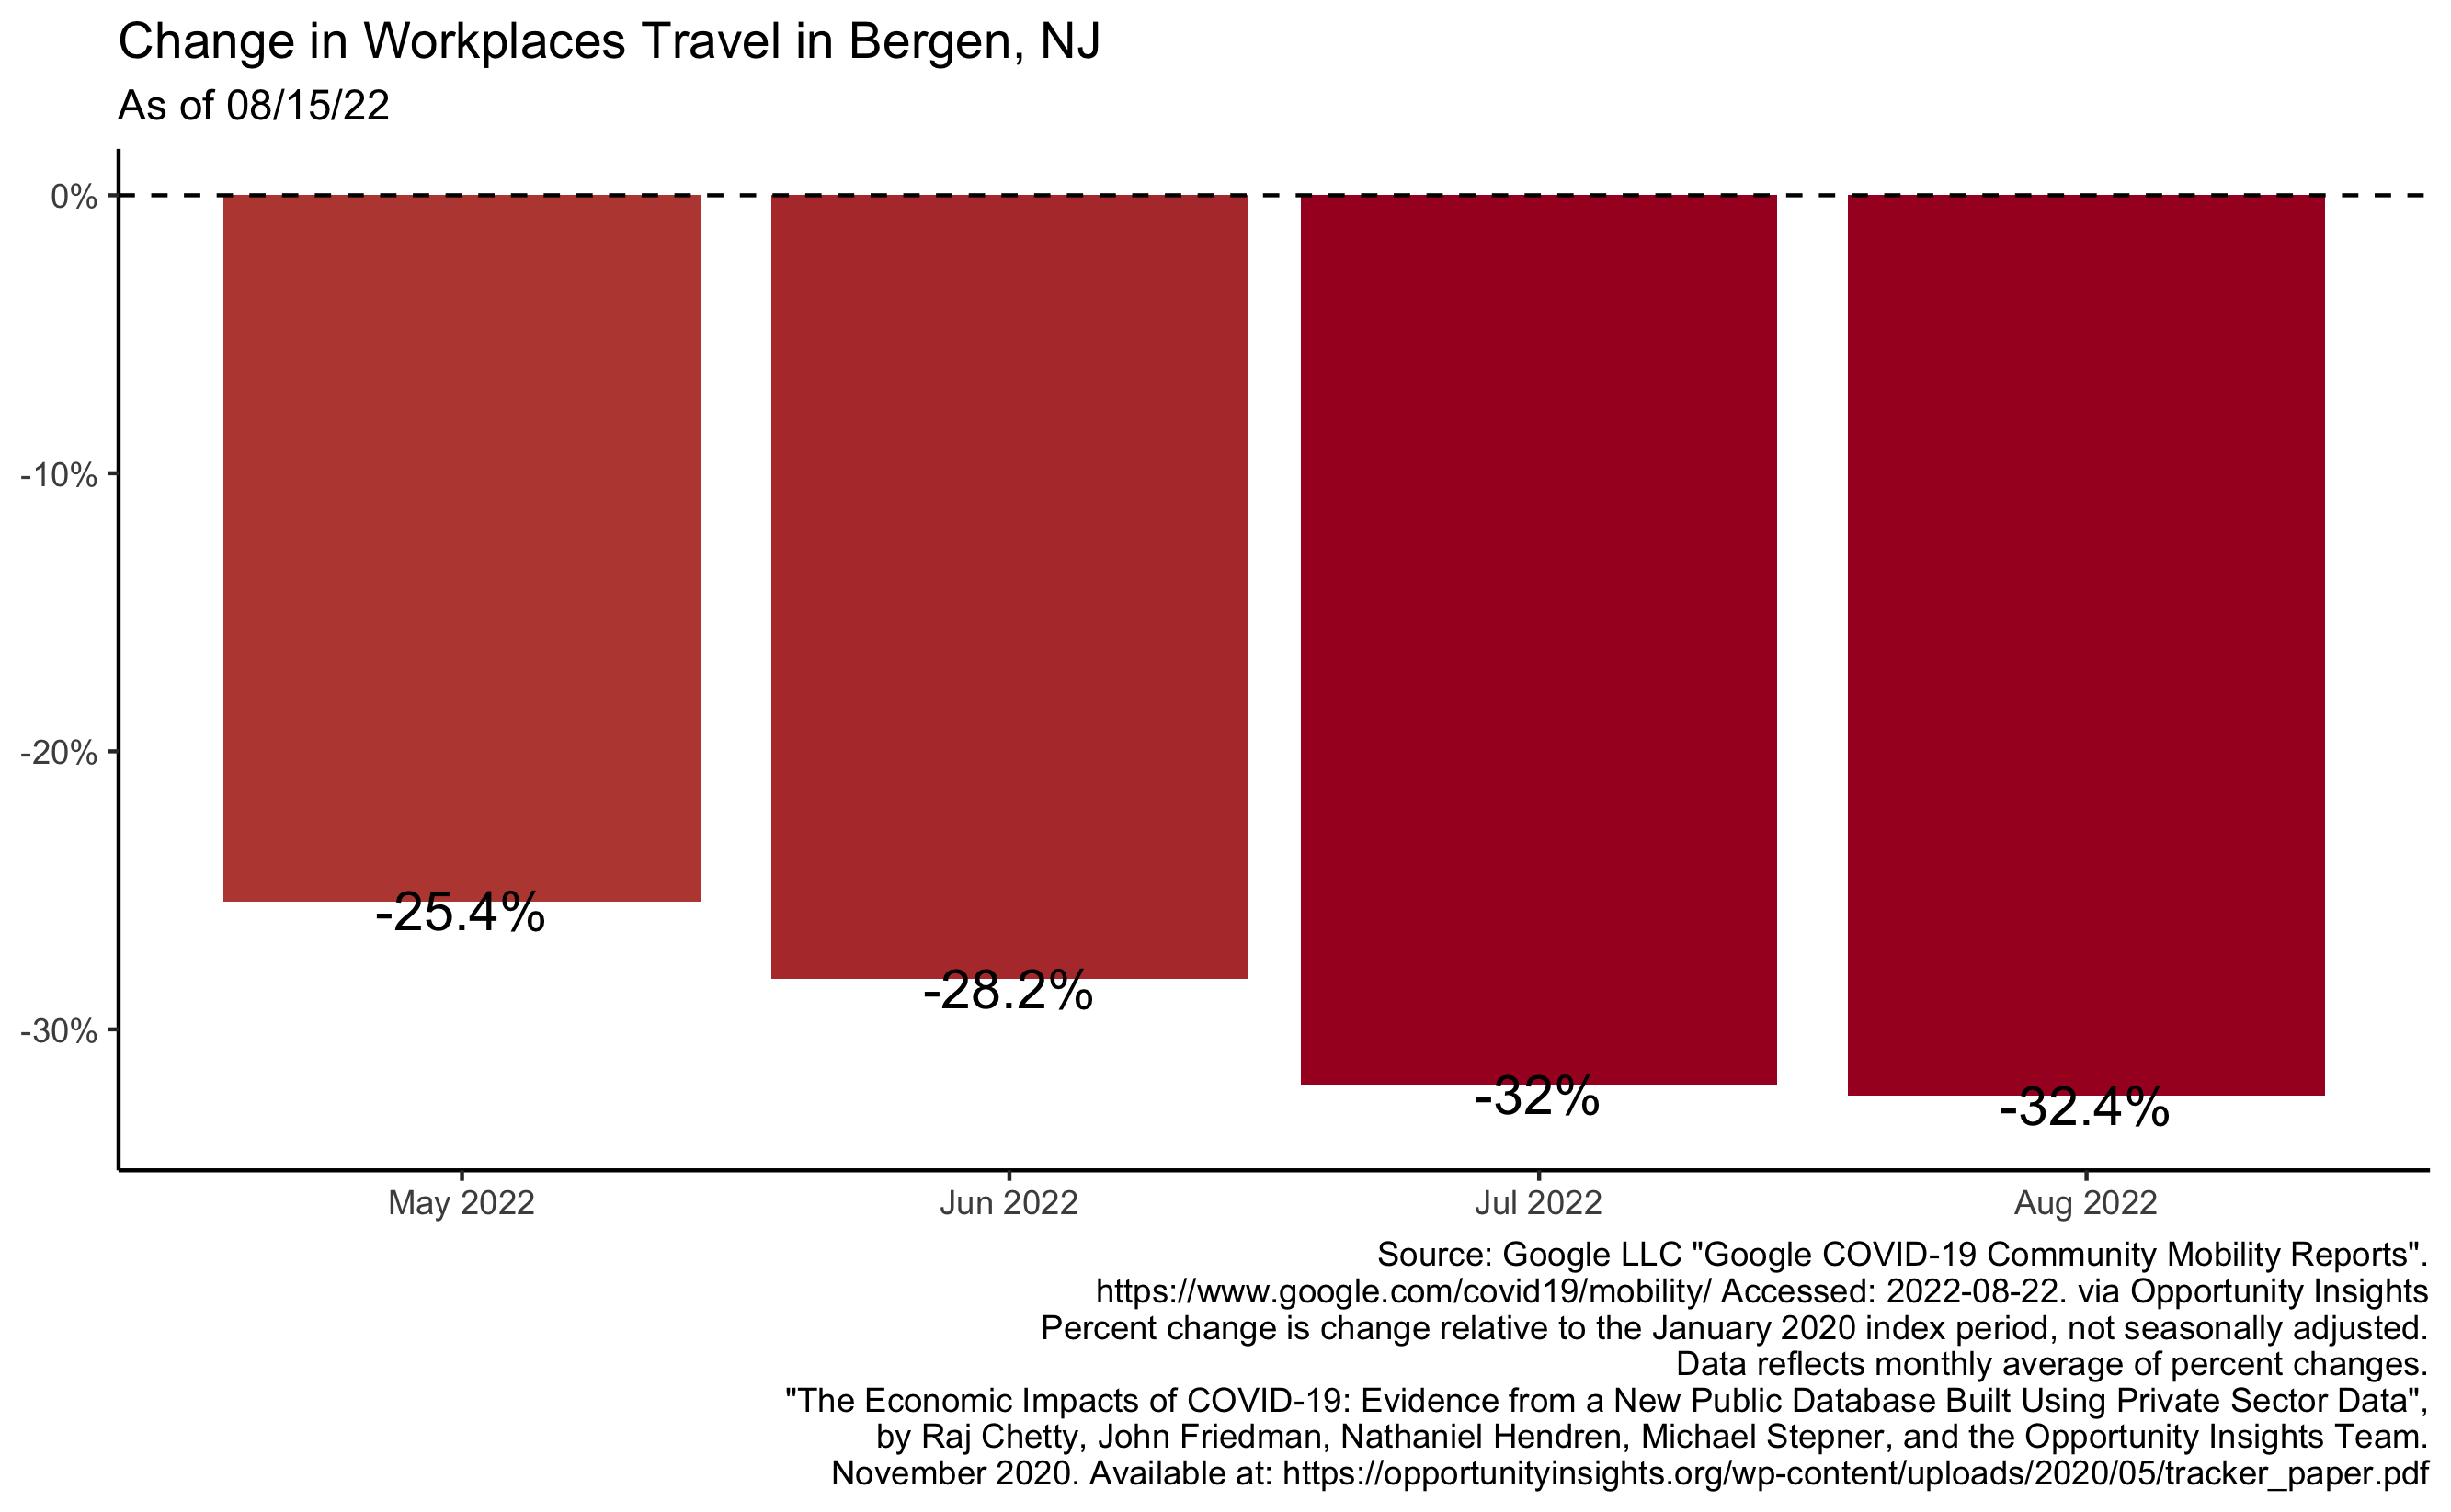 Change in Workplaces Travel in Bergen, NJ
As of 08/15/22
0%
-10%
-20%
-30%
-25.4%
-28.2%
-32%
-32.4%
May 2022
Jun 2022
Jul 2022
Aug 2022
Source: Google LLC "Google COVID-19 Community Mobility Reports".
https://www.google.com/covid19/mobility/ Accessed: 2022-08-22. via Opportunity Insights
Percent change is change relative to the January 2020 index period, not seasonally adjusted.
Data reflects monthly average of percent changes.
"The Economic Impacts of COVID-19: Evidence from a New Public Database Built Using Private Sector Data",
by Raj Chetty, John Friedman, Nathaniel Hendren, Michael Stepner, and the Opportunity Insights Team.
November 2020. Available at: https://opportunityinsights.org/wp-content/uploads/2020/05/tracker_paper.pdf